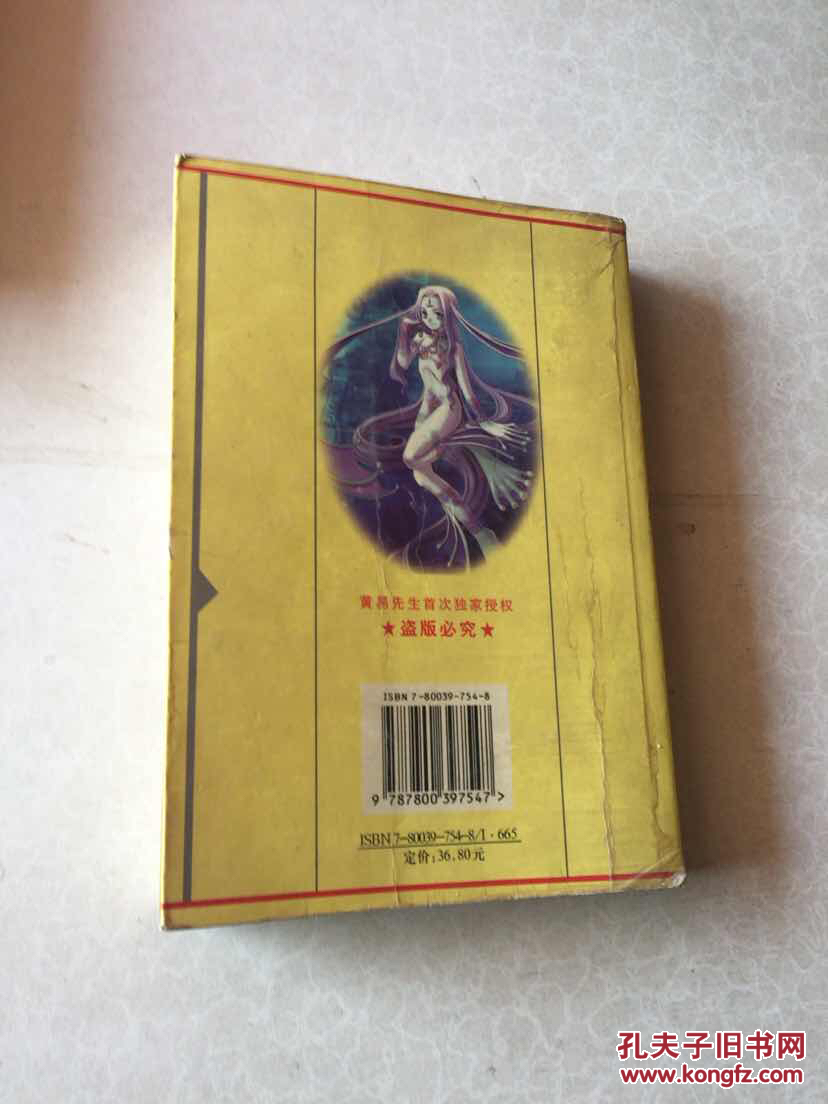 黄易先生首次独家授权
★盗版必究★
ISBN 7-80039-754-8
9 787800 397547 >
ISBN 7-80039-754-8/I·665
定价:36.80元
孔夫子旧书网
www.kongfz.com